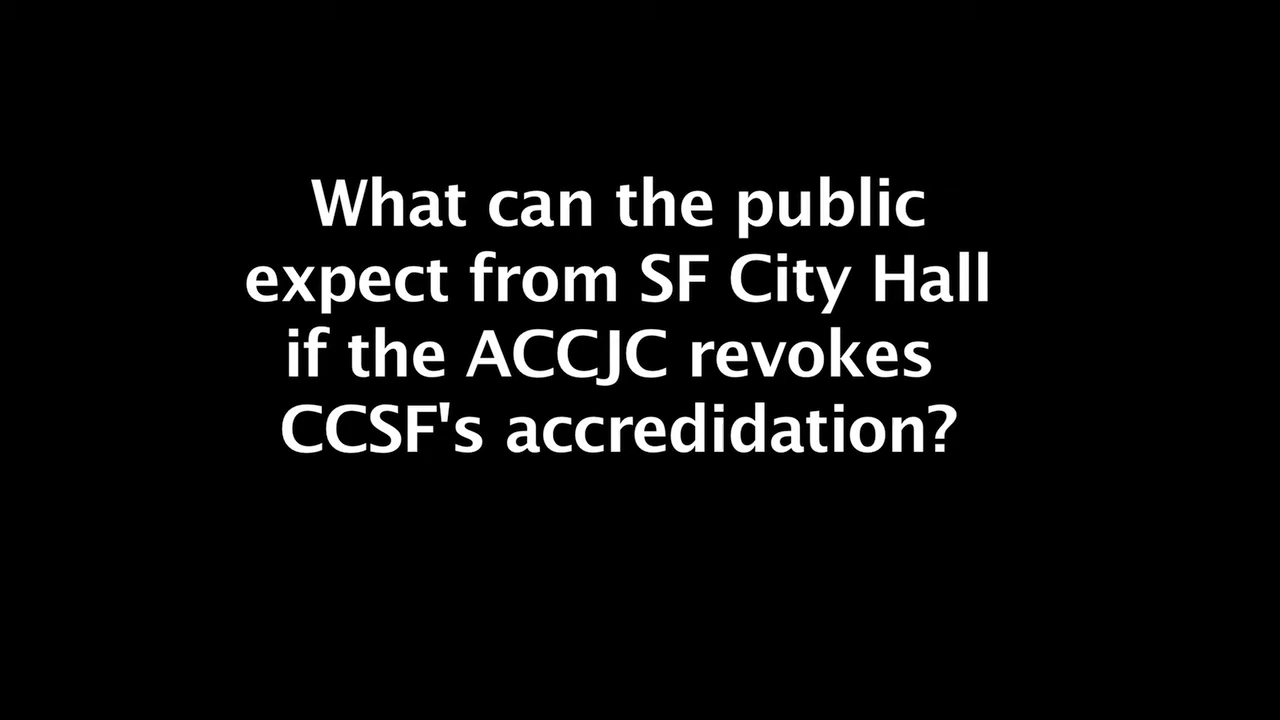 What can the public
expect from SF City Hall
if the ACCJC revokes
CCSF's accredidation?